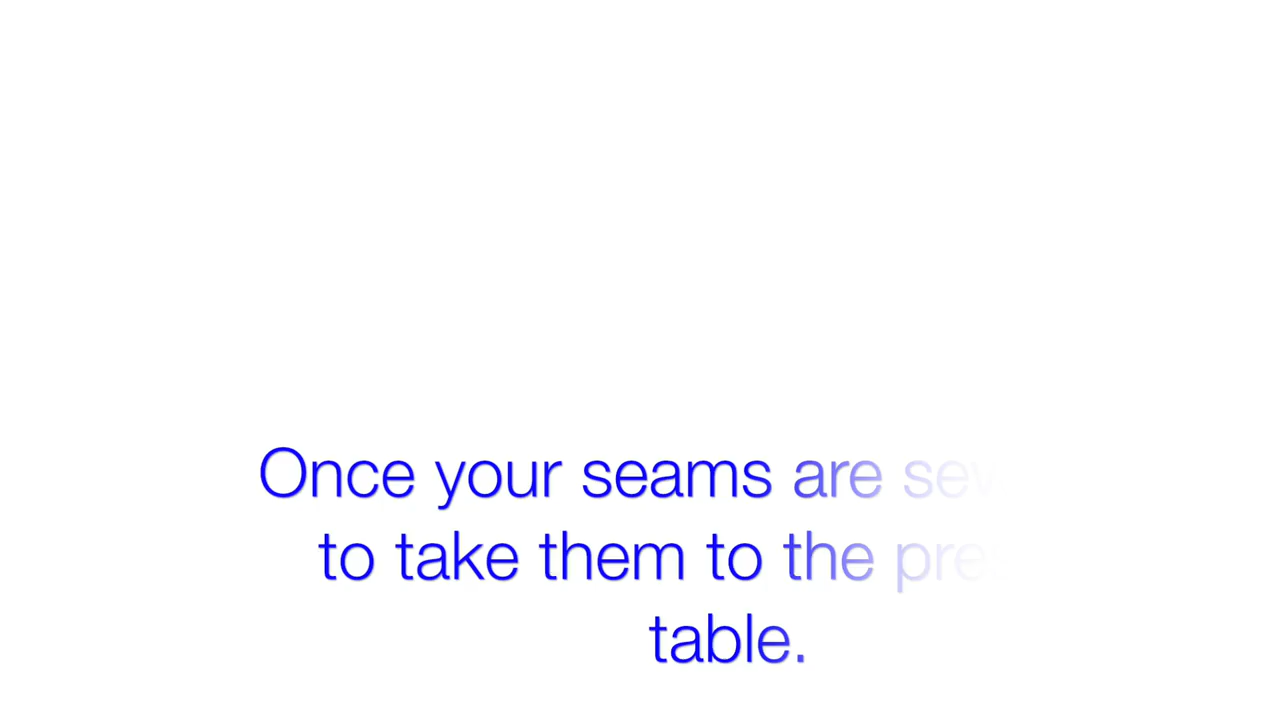 Once your seams are
to take them to the
table.